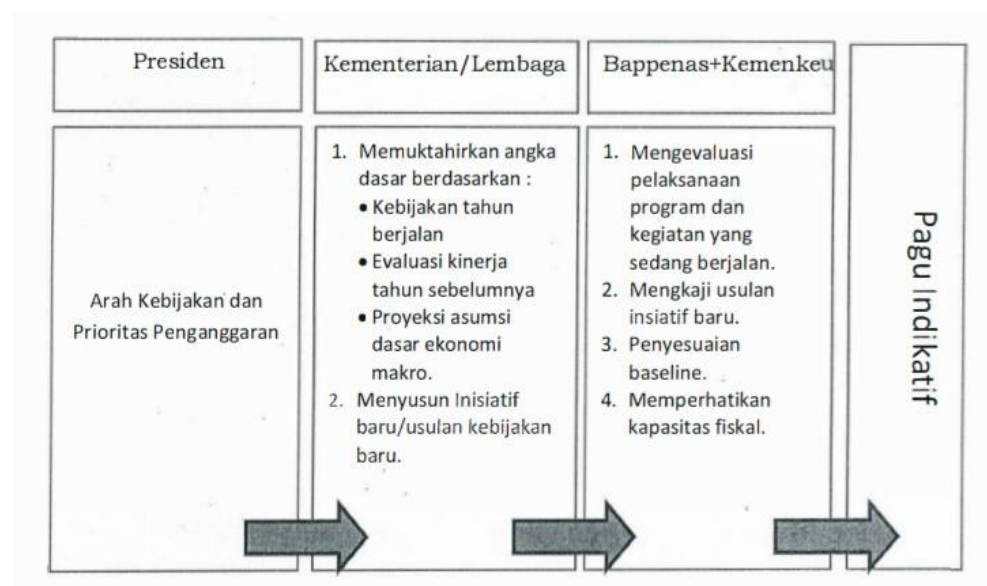 Presiden
Kementerian/Lembaga
Bappenas+Kemenkeu
Arah Kebijakan dan
Prioritas Penganggaran
1. Memuktahirkan angka
dasar berdasarkan :
• Kebijakan tahun
berjalan
• Evaluasi kinerja
tahun sebelumnya
• Proyeksi asumsi
dasar ekonomi
makro.
2. Menyusun Inisiatif
baru/usulan kebijakan
baru.
1. Mengevaluasi
pelaksanaan
program dan
kegiatan yang
sedang berjalan.
2. Mengkaji usulan
insiatif baru.
3. Penyesuaian
baseline.
4. Memperhatikan
kapasitas fiskal.
Pagu Indikatif